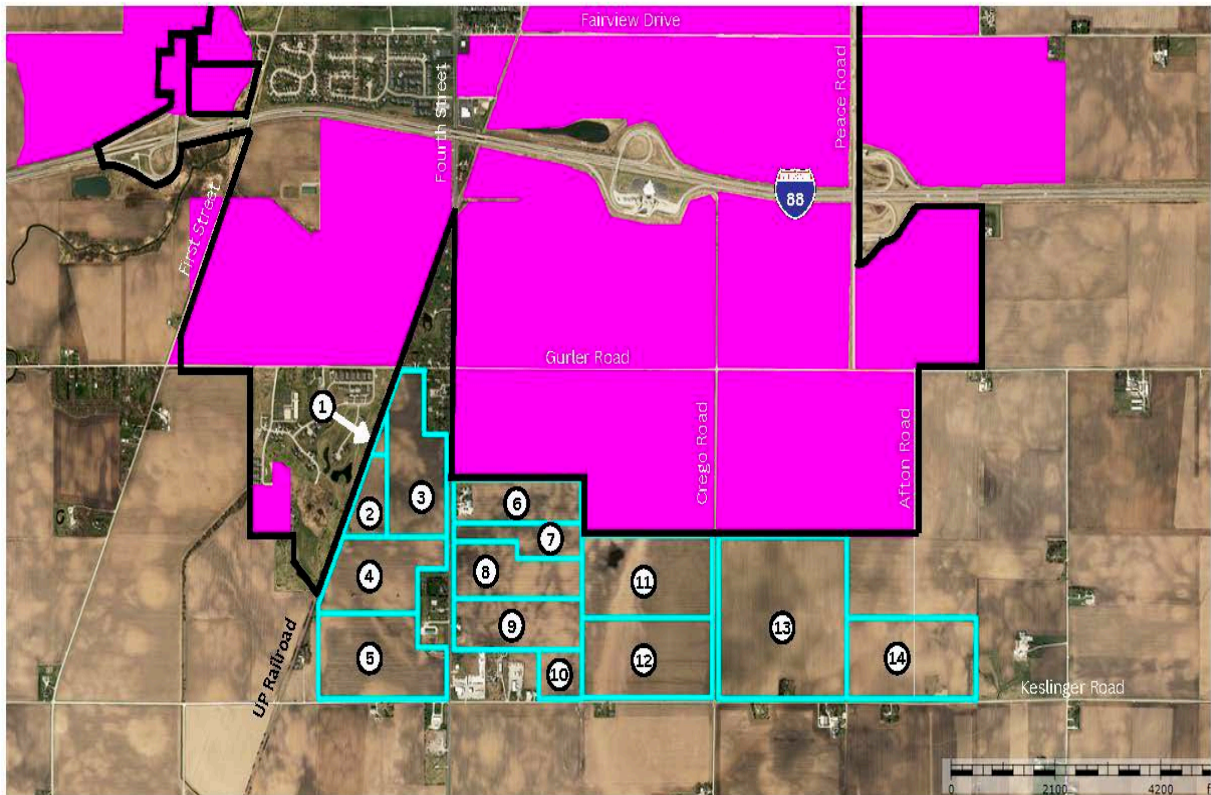 Fairview Drive
Fourth Street
Peace Road
88
First Street
Gurler Road
1
Crego Road
Afton Road
3
2
6
7
4
8
11
9
13
5
10
12
14
UP Railroad
Keslinger Road
0 2100 4200 f